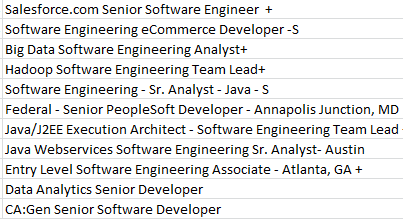 Salesforce.com Senior Software Engineer +
Software Engineering eCommerce Developer -S
Big Data Software Engineering Analyst+
Hadoop Software Engineering Team Lead+
Software Engineering - Sr. Analyst - Java - S
Federal - Senior PeopleSoft Developer - Annapolis Junction, MD
Java/J2EE Execution Architect - Software Engineering Team Lead -
Java Webservices Software Engineering Sr. Analyst- Austin
Entry Level Software Engineering Associate - Atlanta, GA +
Data Analytics Senior Developer
CA:Gen Senior Software Developer